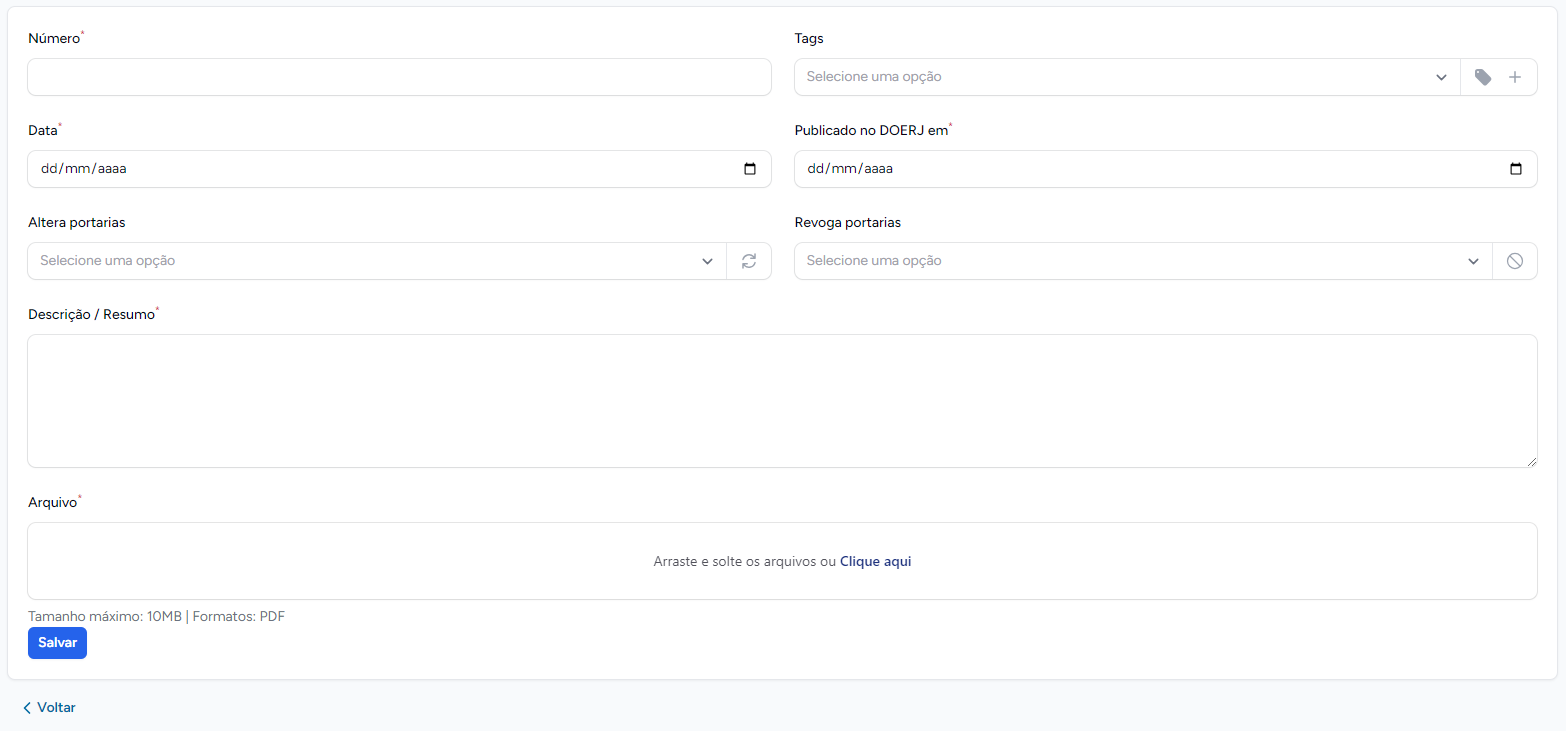 Número*
Tags
Selecione uma opção
Data*
Publicado no DOERJ em*
dd/mm/aaaa
dd/mm/aaaa
Altera portarias
Revoga portarias
Selecione uma opção
Selecione uma opção
Descrição / Resumo*
Arquivo*
Arraste e solte os arquivos ou Clique aqui
Tamanho máximo: 10MB | Formatos: PDF
Salvar
Voltar